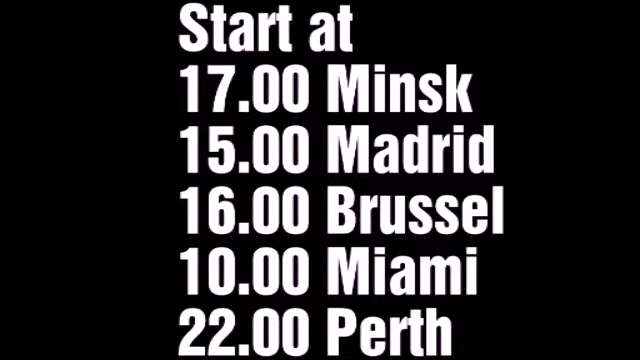 Start at
17.00 Minsk
15.00 Madrid
16.00 Brussel
10.00 Miami
22.00 Perth